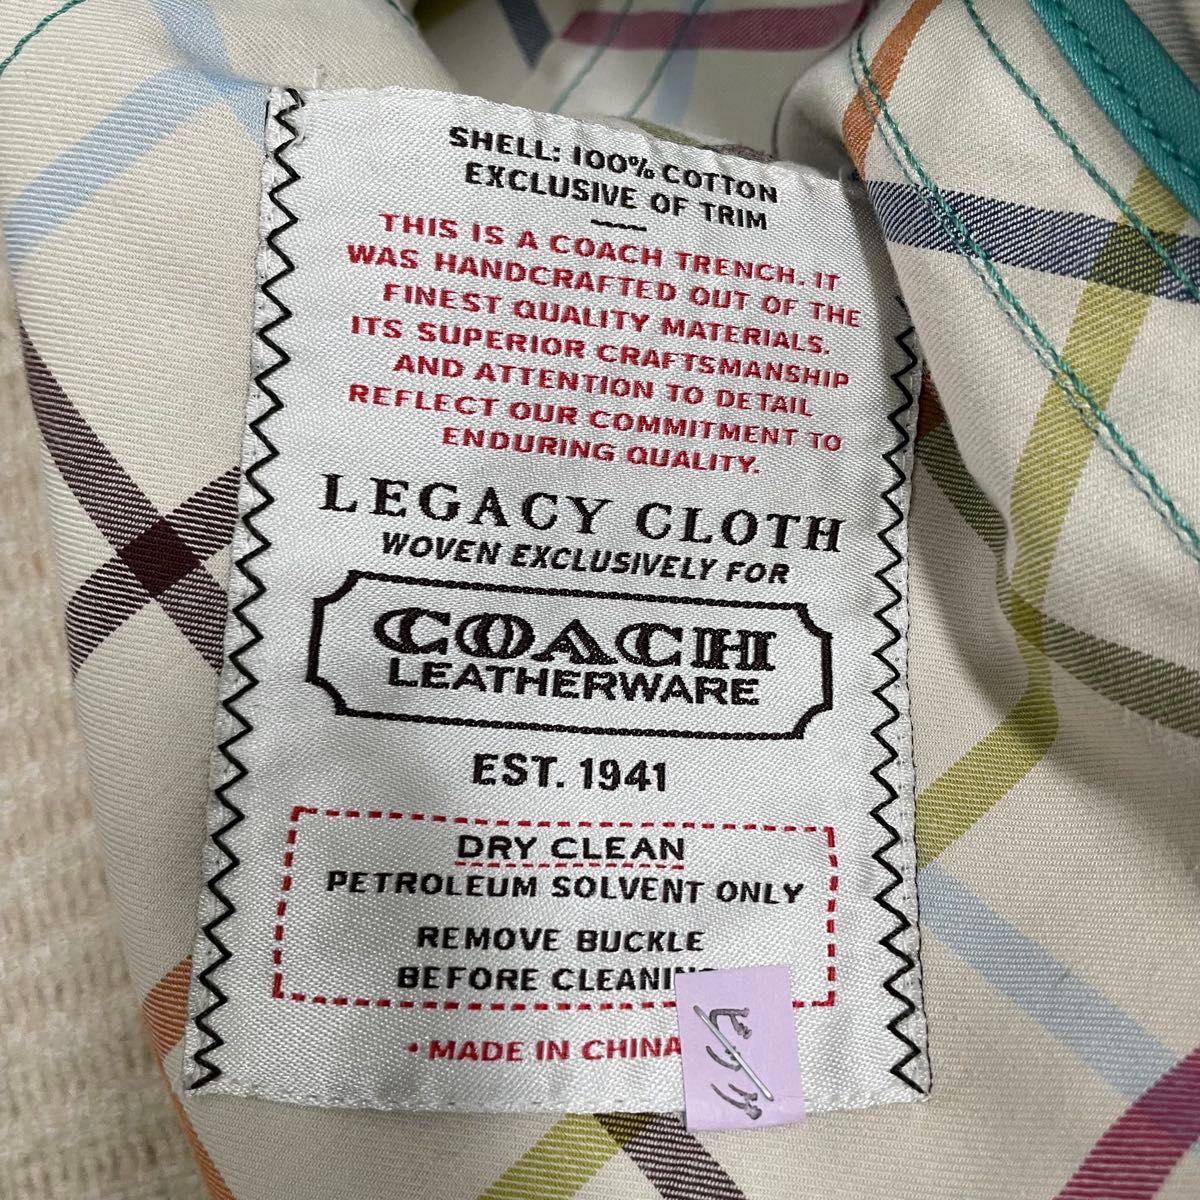 SHELL: 100% COTTON
EXCLUSIVE OF TRIM
THIS IS A COACH TRENCH. IT
WAS HANDCRAFTED OUT OF THE
FINEST QUALITY MATERIALS.
ITS SUPERIOR CRAFTSMANSHIP
AND ATTENTION TO DETAIL
REFLECT OUR COMMITMENT TO
ENDURING QUALITY.
LEGACY CLOTH
WOVEN EXCLUSIVELY FOR
COACH
LEATHERWARE
EST. 1941
DRY CLEAN
PETROLEUM SOLVENT ONLY
REMOVE BUCKLE
BEFORE
• MADE IN CHINA